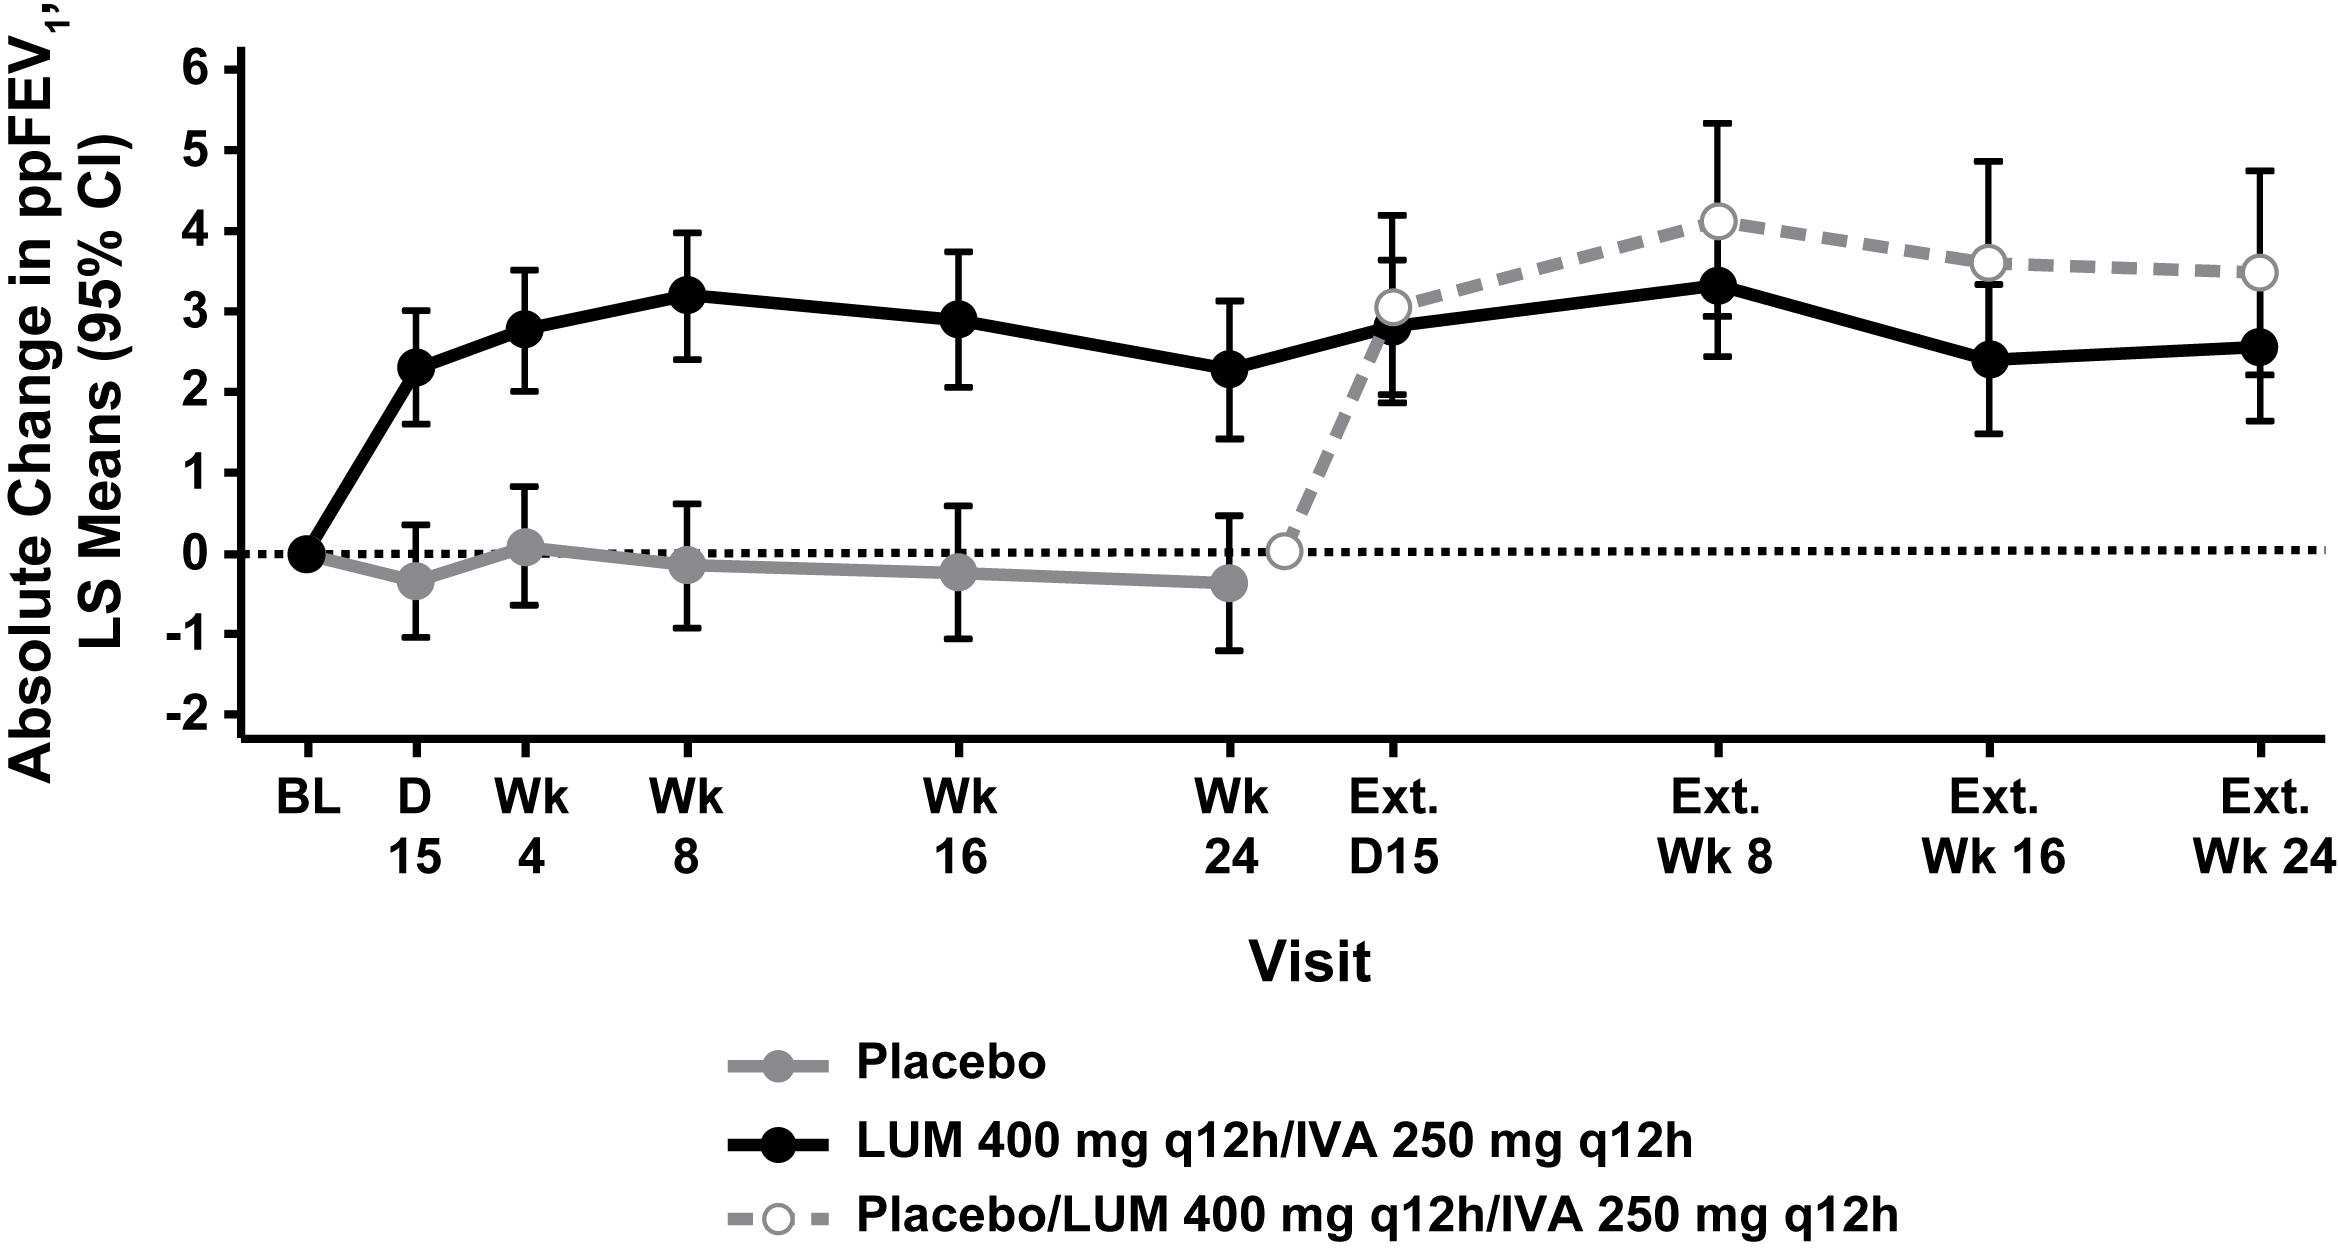 Absolute Change in ppFEV1,
LS Means (95% CI)
6
5
4
3
2
1
0
-1
-2
BL
D
15
Wk
4
Wk
8
Wk
16
Wk
24
Ext.
D15
Ext.
Wk 8
Ext.
Wk 16
Ext.
Wk 24
Visit
Placebo
LUM 400 mg q12h/IVA 250 mg q12h
Placebo/LUM 400 mg q12h/IVA 250 mg q12h